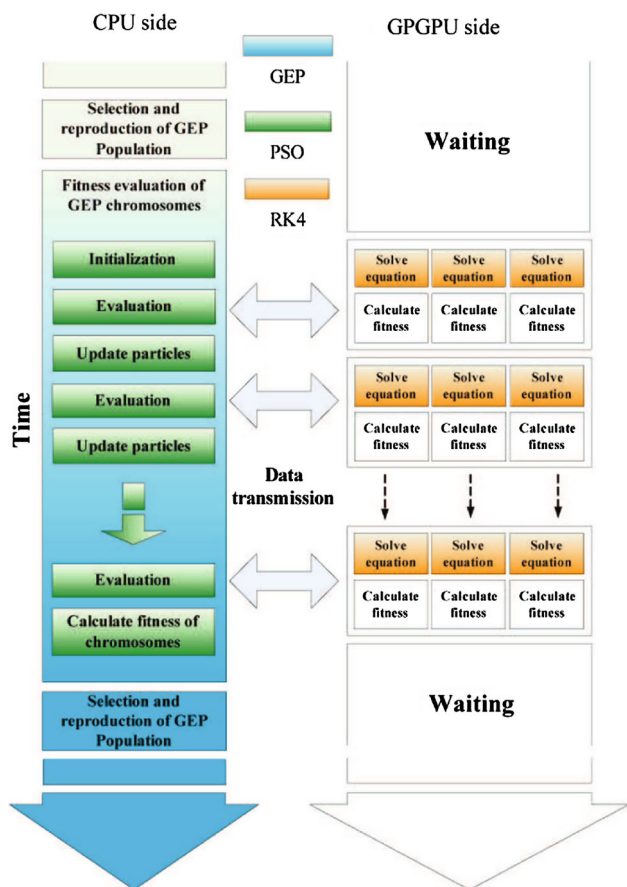 CPU side
GPGPU side
GEP
PSO
RK4
Time
Selection and
reproduction of GEP
Population
Fitness evaluation of
GEP chromosomes
Initialization
Evaluation
Update particles
Evaluation
Update particles
Evaluation
Calculate fitness of
chromosomes
Selection and
reproduction of GEP
Population
Data
transmission
Waiting
Solve
equation
Solve
equation
Solve
equation
Calculate
fitness
Calculate
fitness
Calculate
fitness
Solve
equation
Solve
equation
Solve
equation
Calculate
fitness
Calculate
fitness
Calculate
fitness
Solve
equation
Solve
equation
Solve
equation
Calculate
fitness
Calculate
fitness
Calculate
fitness
Waiting